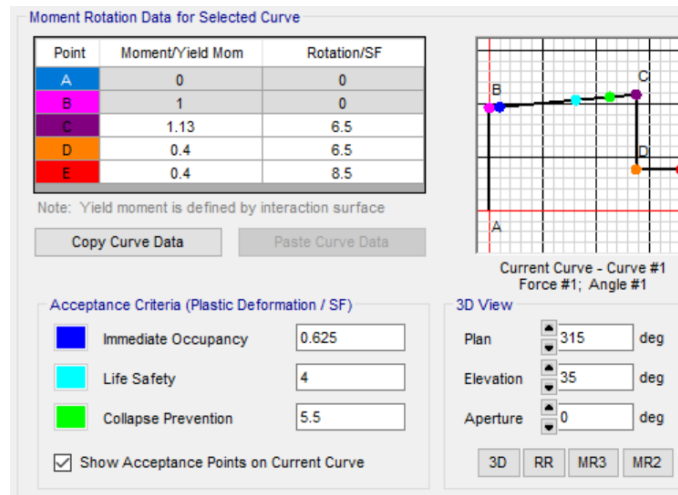 Moment Rotation Data for Selected Curve
Point Moment/Yield Mom Rotation/SF
A 0 0
B 1 0
C 1.13 6.5
D 0.4 6.5
E 0.4 8.5
Note: Yield moment is defined by interaction surface
Copy Curve Data Paste Curve Data
B
C
D
A
Current Curve - Curve #1
Force #1; Angle #1
Acceptance Criteria (Plastic Deformation / SF)
Immediate Occupancy 0.625
Life Safety 4
Collapse Prevention 5.5
Show Acceptance Points on Current Curve
3D View
Plan 315 deg
Elevation 35 deg
Aperture 0 deg
3D RR MR3 MR2